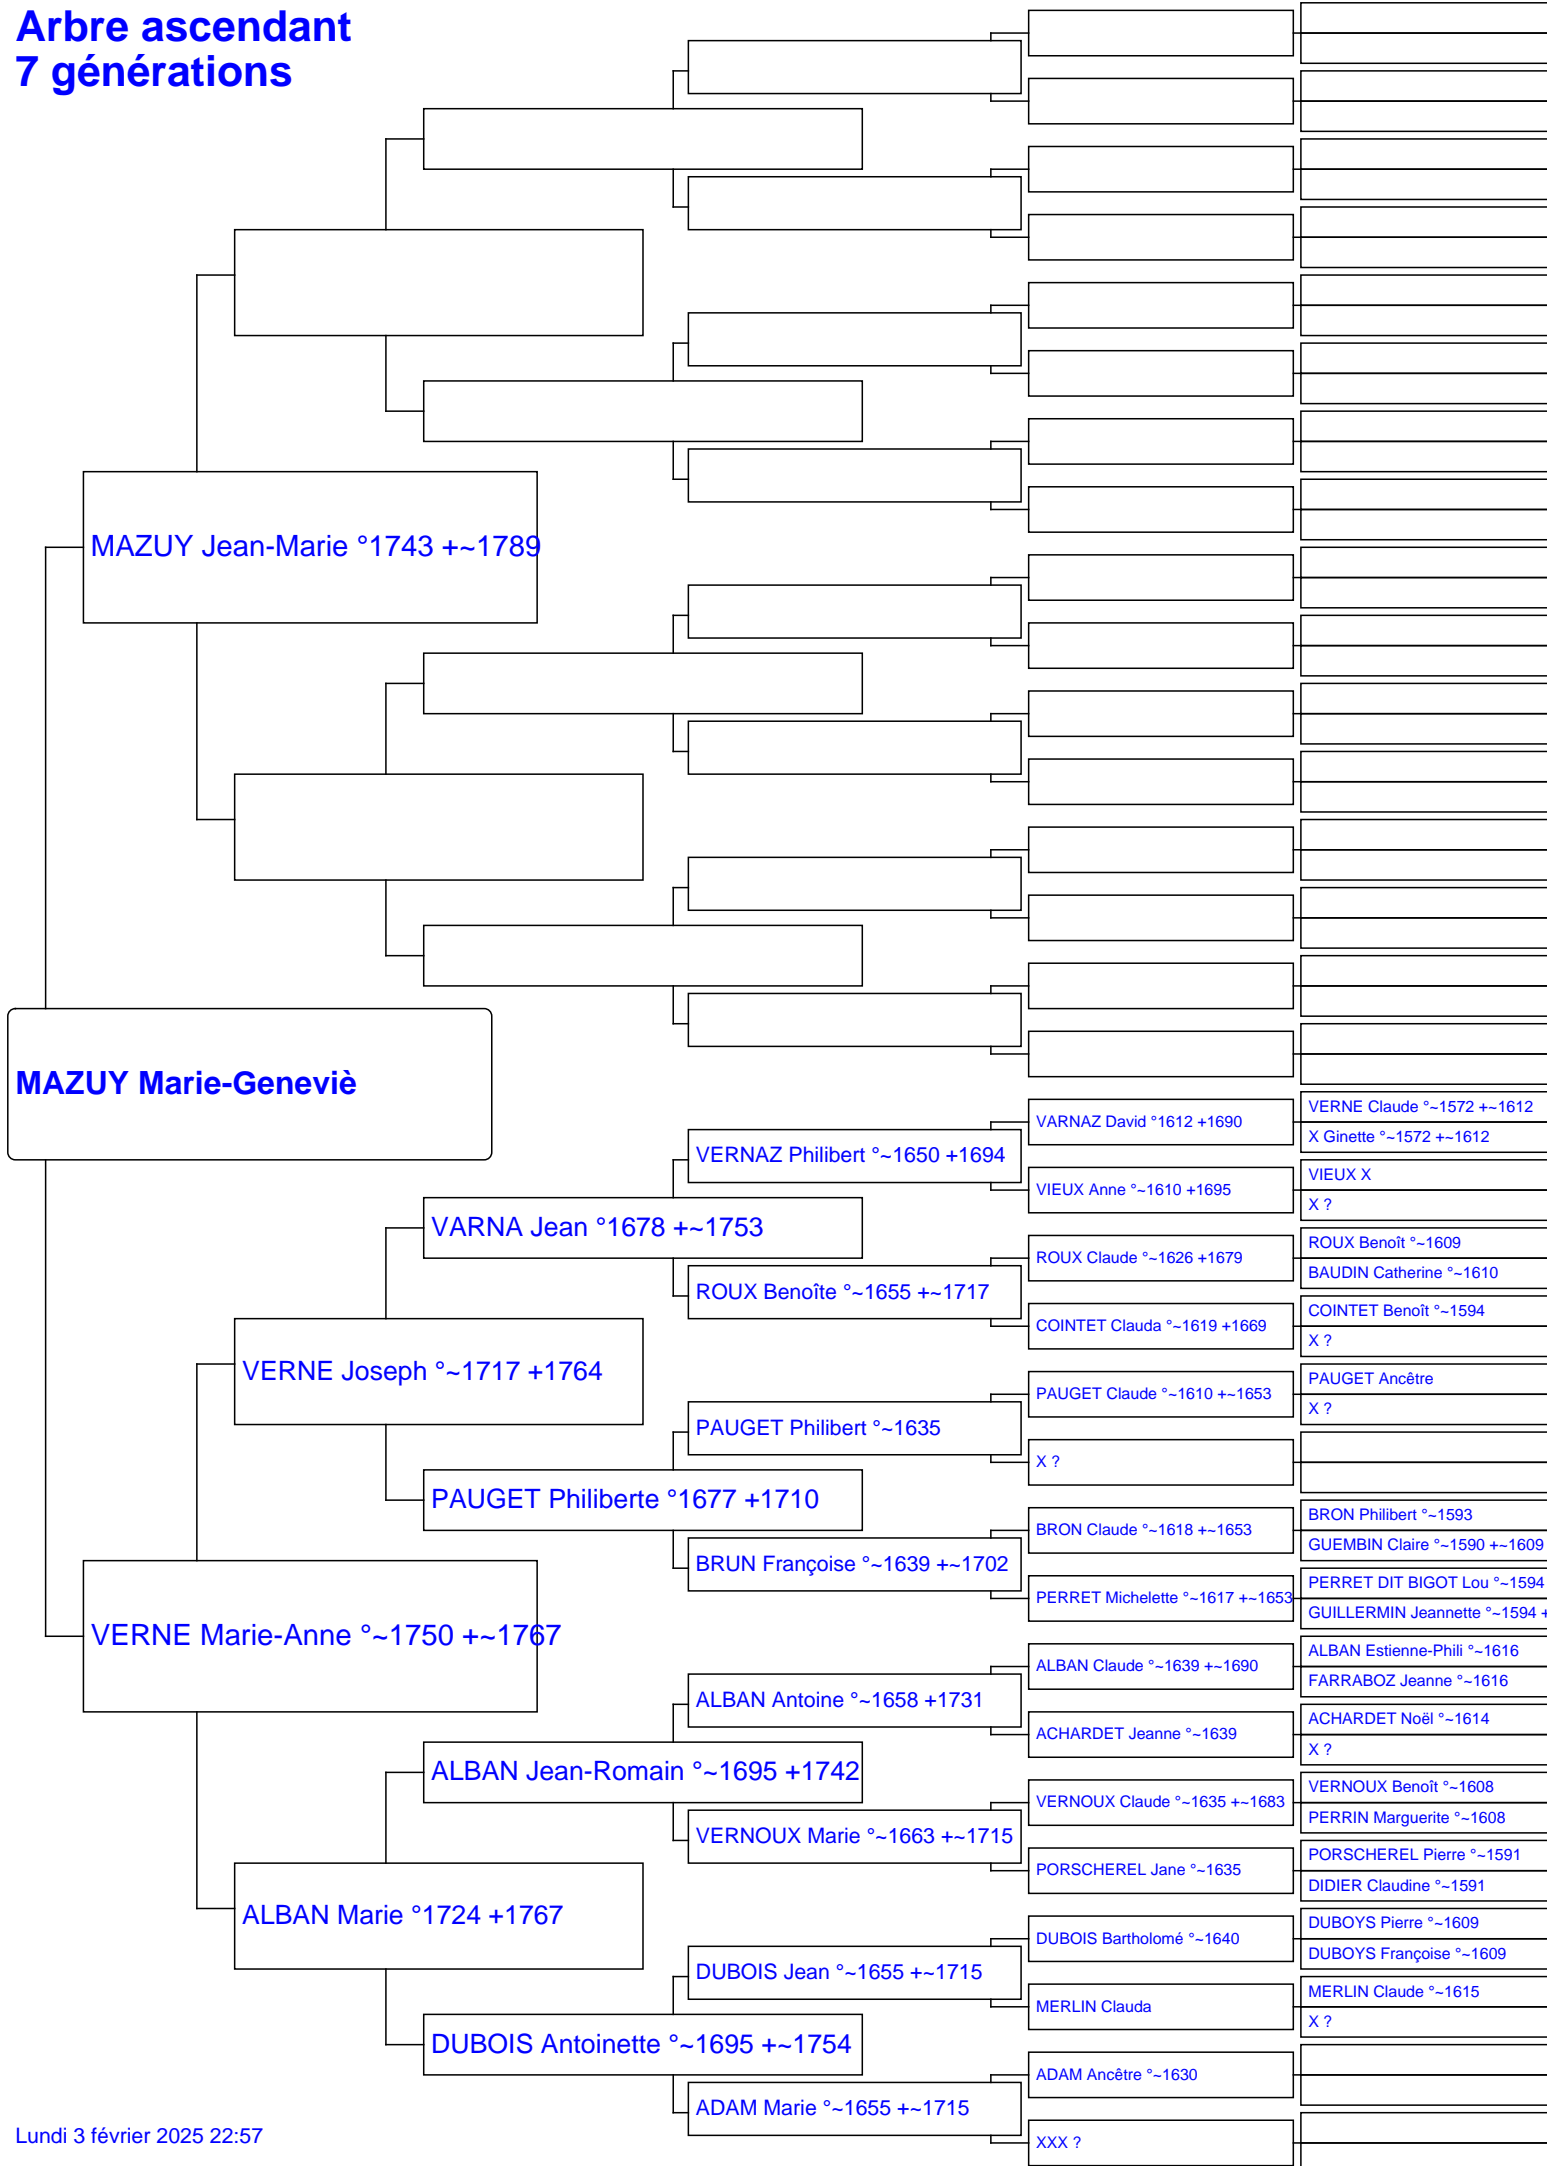 Arbre ascendant
7 générations
MAZUY Jean-Marie °1743 +~1789
MAZUY Marie-Geneviè
VERNE Claude °~1572 +~1612
VARNAZ David °1612 +1690
X Ginette °~1572 +~1612
VERNAZ Philibert °~1650 +1694
VIEUX X
VIEUX Anne °~1610 +1695
X ?
VARNA Jean °1678 +~1753
ROUX Benoît °~1609
ROUX Claude °~1626 +1679
BAUDIN Catherine °~1610
ROUX Benoîte °~1655 +~1717
COINTET Benoît °~1594
COINTET Clauda °~1619 +1669
X ?
VERNE Joseph °~1717 +1764
PAUGET Ancêtre
PAUGET Claude °~1610 +~1653
X ?
PAUGET Philibert °~1635
X ?
PAUGET Philiberte °1677 +1710
BRON Philibert °~1593
BRON Claude °~1618 +~1653
GUEMBIN Claire °~1590 +~1609
BRUN Françoise °~1639 +~1702
PERRET DIT BIGOT Lou °~1594
PERRET Michelette °~1617 +~1653
GUILLERMIN Jeannette °~1594 +
VERNE Marie-Anne °~1750 +~1767
ALBAN Estienne-Phili °~1616
ALBAN Claude °~1639 +~1690
FARRABOZ Jeanne °~1616
ALBAN Antoine °~1658 +1731
ACHARDET Noël °~1614
ACHARDET Jeanne °~1639
X ?
ALBAN Jean-Romain °~1695 +1742
VERNOUX Benoît °~1608
VERNOUX Claude °~1635 +~1683
PERRIN Marguerite °~1608
VERNOUX Marie °~1663 +~1715
PORSCHEREL Pierre °~1591
PORSCHEREL Jane °~1635
DIDIER Claudine °~1591
ALBAN Marie °1724 +1767
DUBOYS Pierre °~1609
DUBOIS Bartholomé °~1640
DUBOYS Françoise °~1609
DUBOIS Jean °~1655 +~1715
MERLIN Claude °~1615
MERLIN Clauda
X ?
DUBOIS Antoinette °~1695 +~1754
ADAM Ancêtre °~1630
ADAM Marie °~1655 +~1715
XXX ?
Lundi 3 février 2025 22:57